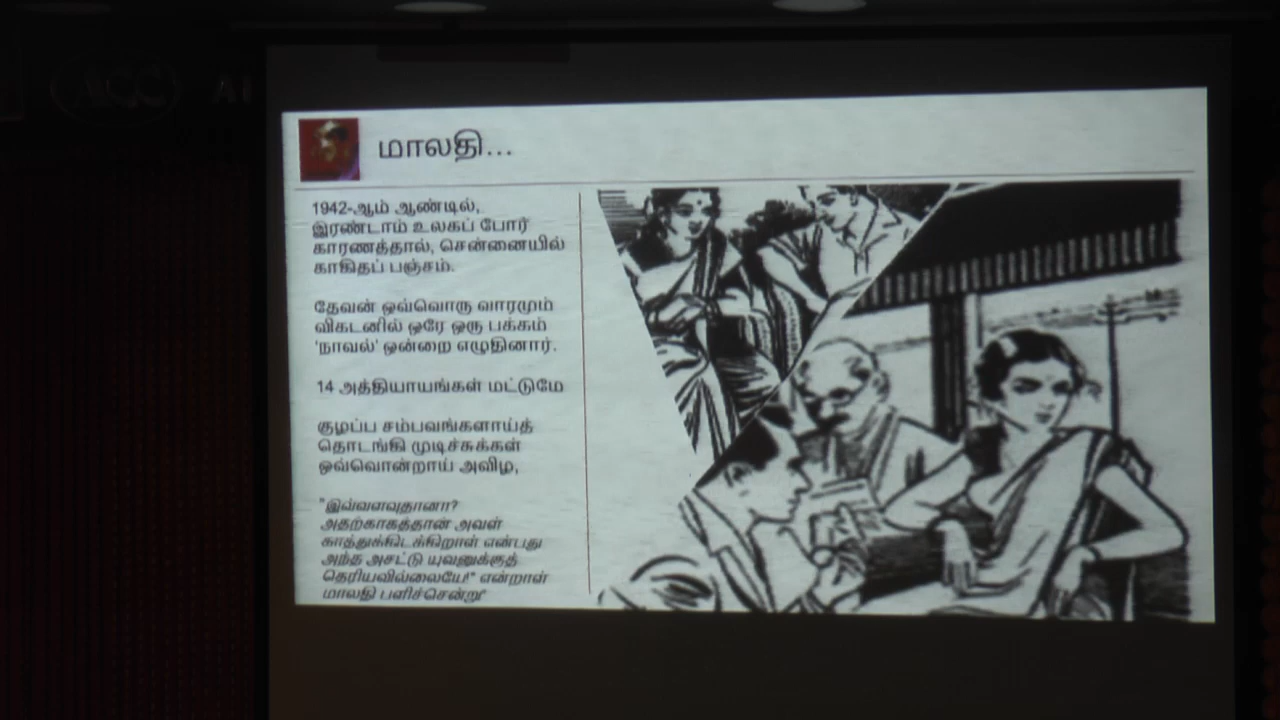 ACC
மாலதி...
1942-ஆம் ஆண்டில்,
இரண்டாம் உலகப் போர்
காரணத்தால், சென்னையில்
காகிதப் பஞ்சம்.
தேவன் ஒவ்வொரு வாரமும்
விகடனில் ஒரே ஒரு பக்கம்
'நாவல்' ஒன்றை எழுதினார்.
14 அத்தியாயங்கள் மட்டுமே
குழப்ப சம்பவங்களாய்த்
தொடங்கி முடிச்சுக்கள்
ஒவ்வொன்றாய் அவிழ,
"இவ்வளவுதானா?
அதற்காகத்தான் அவள்
காத்துக்கிடக்கிறாள் என்பது
அந்த அசட்டு யுவனுக்குத்
தெரியவில்லையே!" என்றாள்
மாலதி பளிச்சென்று"